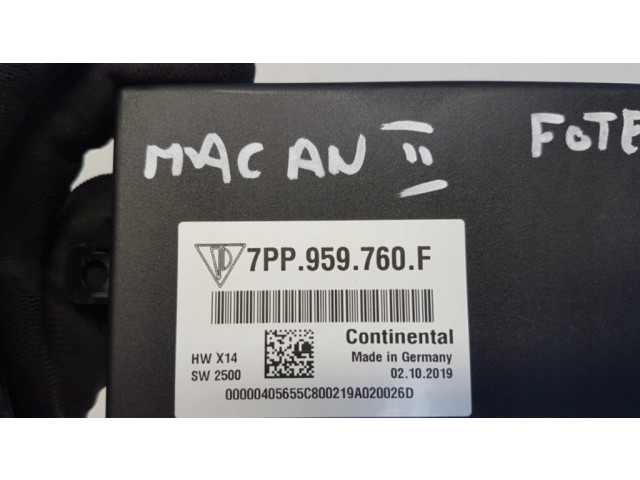 MACAN II
FOTE
7PP.959.760.F
Continental
HW X14
Made in Germany
SW 2500
02.10.2019
00000405655C800219A020026D